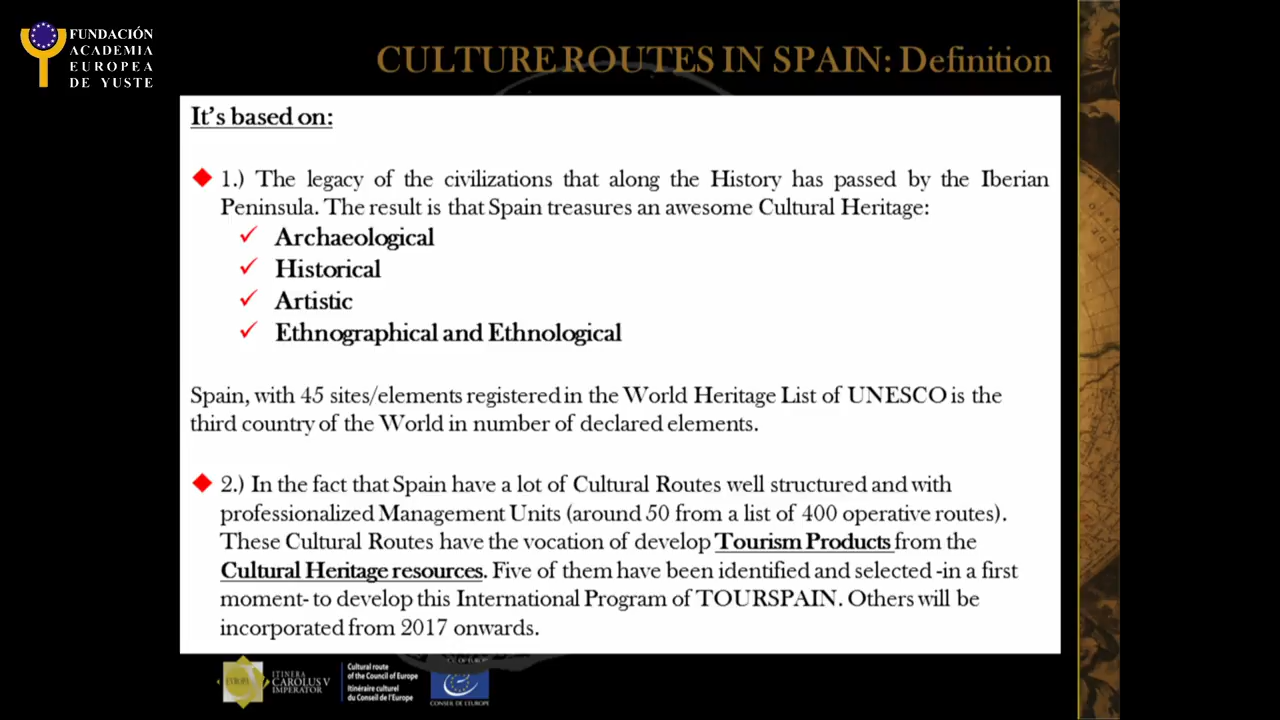 FUNDACIÓN
ACADEMIA
EUROPEA
DE YUSTE
CULTURE ROUTES IN SPAIN: Definition
It's based on:
1.) The legacy of the civilizations that along the History has passed by the Iberian
Peninsula. The result is that Spain treasures an awesome Cultural Heritage:
Archaeological
Historical
Artistic
Ethnographical and Ethnological
Spain, with 45 sites/elements registered in the World Heritage List of UNESCO is the
third country of the World in number of declared elements.
2.) In the fact that Spain have a lot of Cultural Routes well structured and with
professionalized Management Units (around 50 from a list of 400 operative routes).
These Cultural Routes have the vocation of develop Tourism Products from the
Cultural Heritage resources. Five of them have been identified and selected -in a first
moment- to develop this International Program of TOURSPAIN. Others will be
incorporated from 2017 onwards.
ITINERA
CAROLUS V
IMPERATOR
Cultural route
of the Council of Europe
Itinéraire culturel
du Conseil de l'Europe
CONSEIL DE L'EUROPE